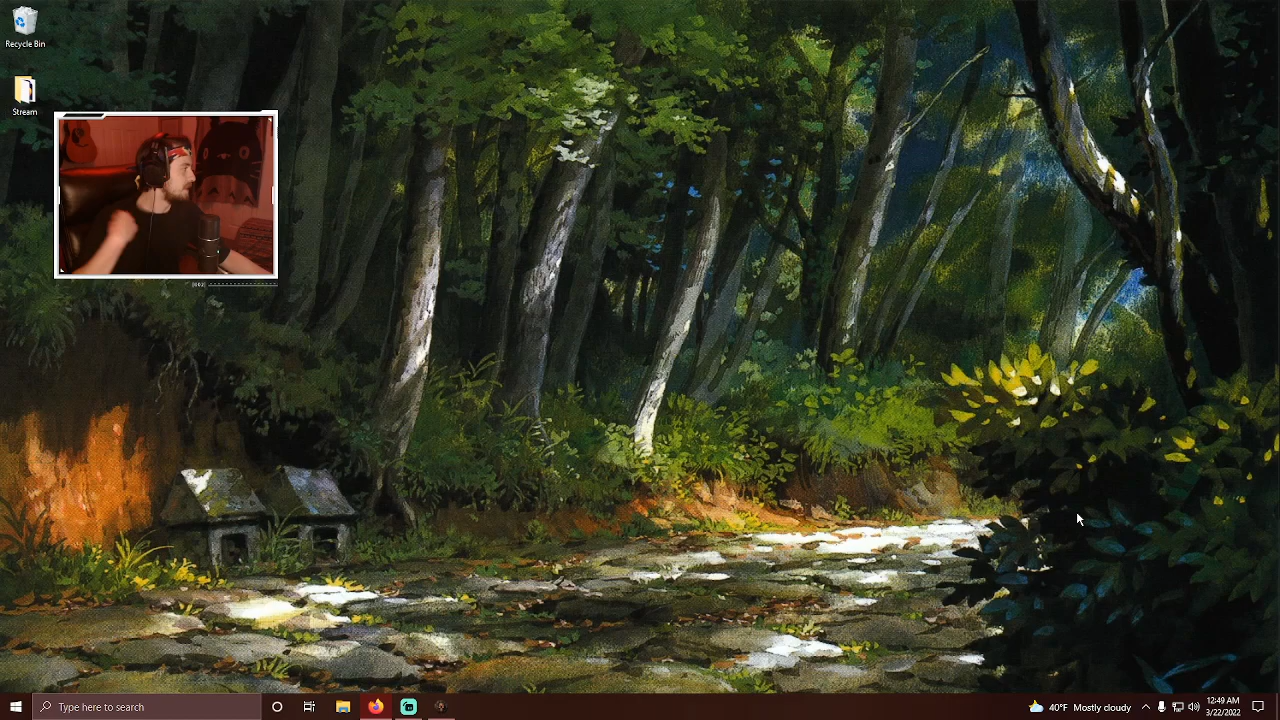 Recycle Bin
Stream
Type here to search
40°F Mostly cloudy
12:49 AM
3/22/2022